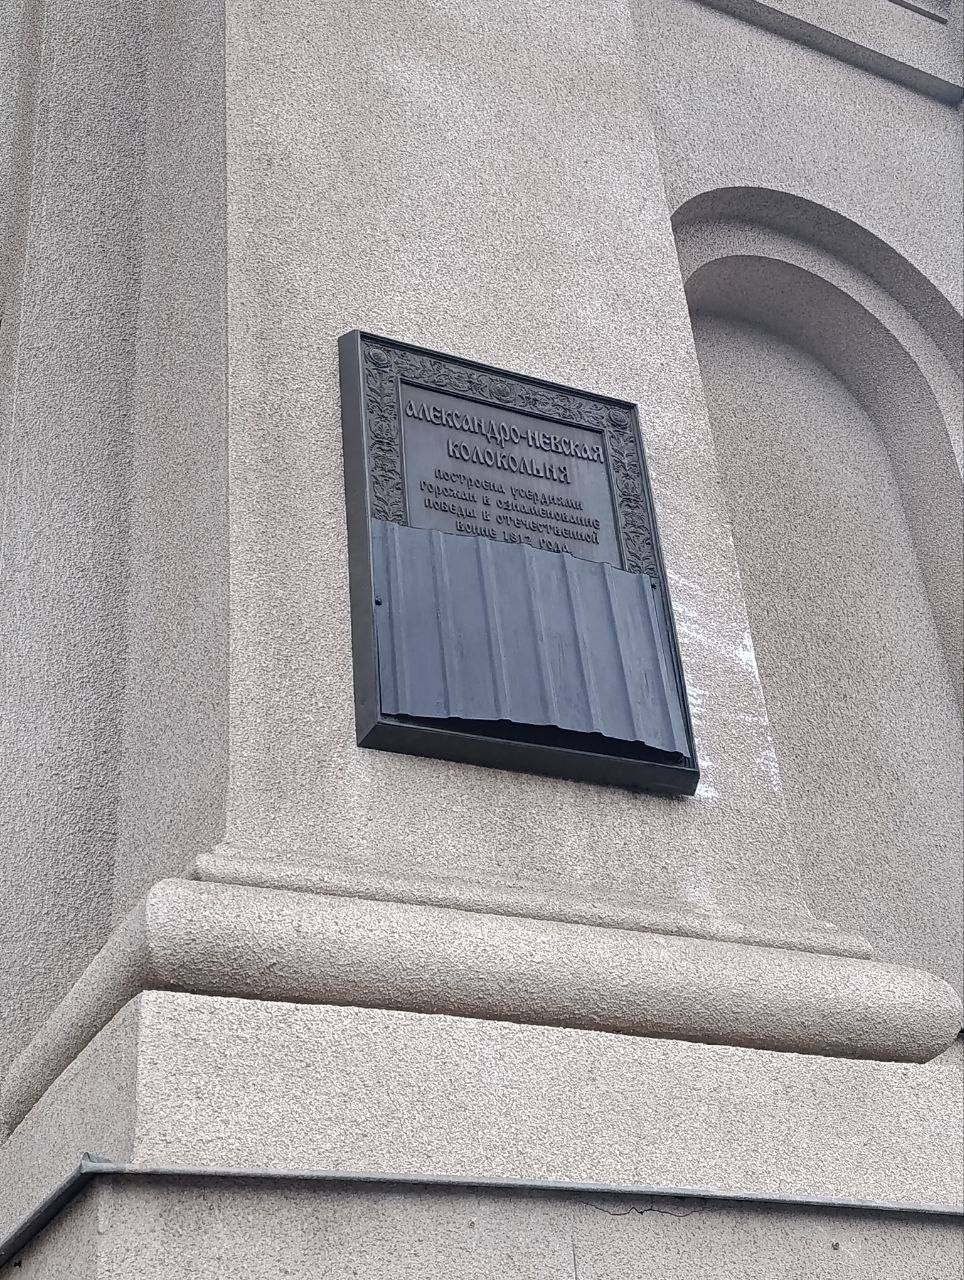 АЛЕКСАНДРО-НЕВСКАЯ
КОЛОКОЛЬНЯ
ПОСТРОЕНА УСЕРДИЯМИ
ГОРОЖАН В ОЗНАМЕНОВАНИЕ
ПОБЕДЫ В ОТЕЧЕСТВЕННОЙ
ВОЙНЕ 1812 ГОДА.